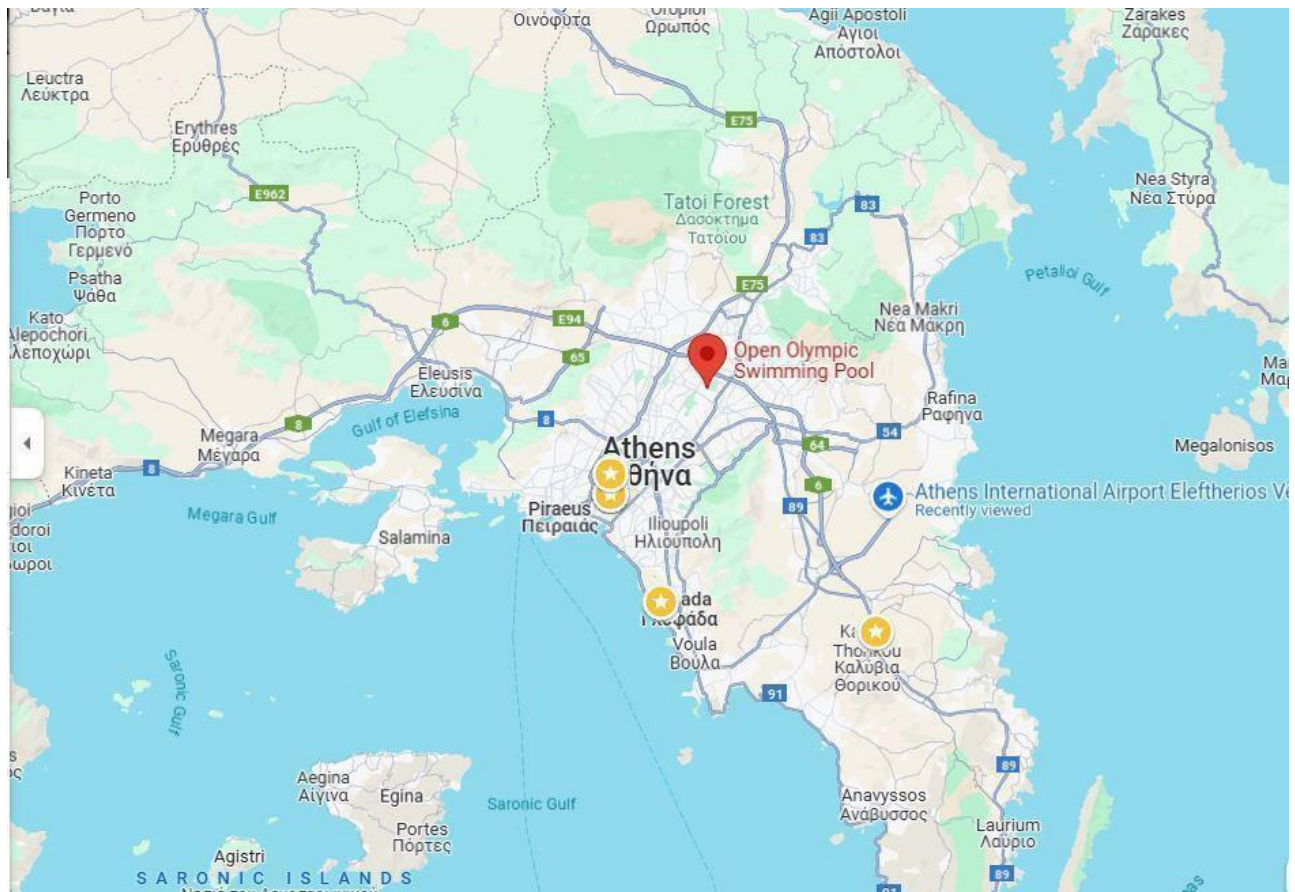 Οινόφυτα
Ωρωπός
Agii Apostoli
Άγιοι
Απόστολοι
Zarakes
Ζάρακες
Leuctra
Λεύκτρα
Erythres
Ερυθρές
E75
E962
Porto
Germeno
Πόρτο
Γερμενό
Tatoi Forest
Δασόκτημα
Τατοΐου
83
83
Nea Styra
Νέα Στύρα
Psatha
Ψάθα
E75
Petalioi Gulf
Kato
Alepochori
λεποχώρι
6
E94
65
Nea Makri
Νέα Μάκρη
Open Olympic
Swimming Pool
Eleusis
Ελευσίνα
8
Gulf of Elefsina
8
Rafina
Ραφήνα
54
64
Megara
Μέγαρα
Athens
θήνα
Megalonisos
Kineta
Κινέτα
8
6
89
Athens International Airport Eleftherios Ve
Recently viewed
Megara Gulf
Piraeus
Πειραιάς
Ilioupoli
Ηλιούπολη
Salamina
ada
Voula
Βούλα
Thorikou
Καλύβια
Θορικού
Saronic Gulf
91
89
Aegina
Αίγινα
Egina
Saronic Gulf
Anavyssos
Ανάβυσσος
Portes
Πόρτες
Laurium
Λαύριο
Agistri
SARONIC ISLANDS
89
91